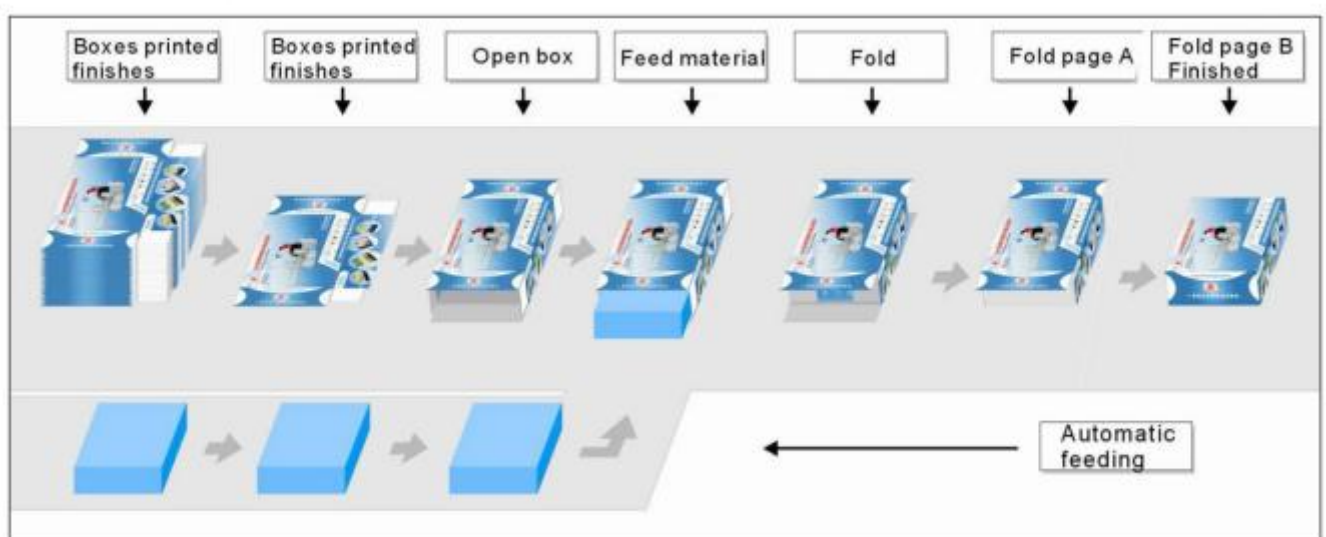 Boxes printed
finishes
Boxes printed
finishes
Open box
Feed material
Fold
Fold page A
Fold page B
Finished
Automatic
feeding